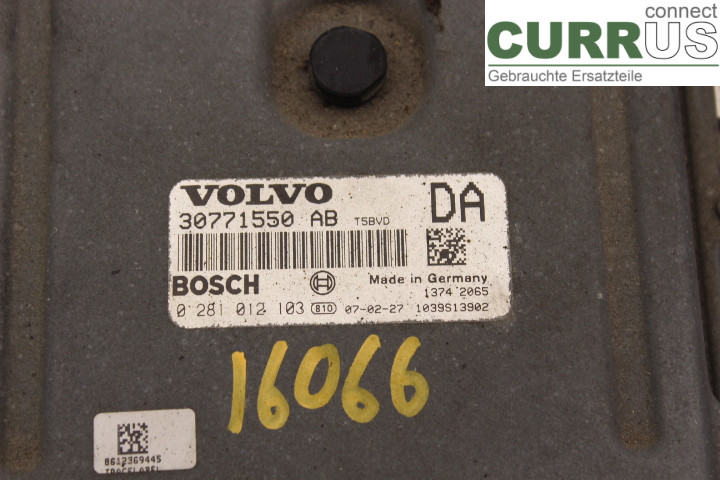 connect
CURRUS
Gebrauchte Ersatzteile
VOLVO
30771550 AB TSBVD
DA
BOSCH
Made in Germany
1374 2065
0 281 012 103 810 07-02-27 1039S13902
16066
8612369445
TRACELABEL